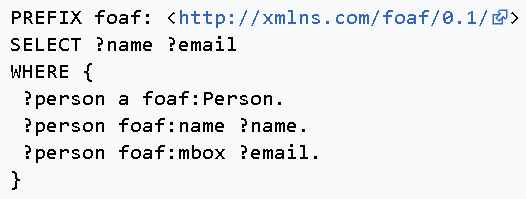 PREFIX foaf: <http://xmlns.com/foaf/0.1/>
SELECT ?name ?email
WHERE {
 ?person a foaf:Person.
 ?person foaf:name ?name.
 ?person foaf:mbox ?email.
}